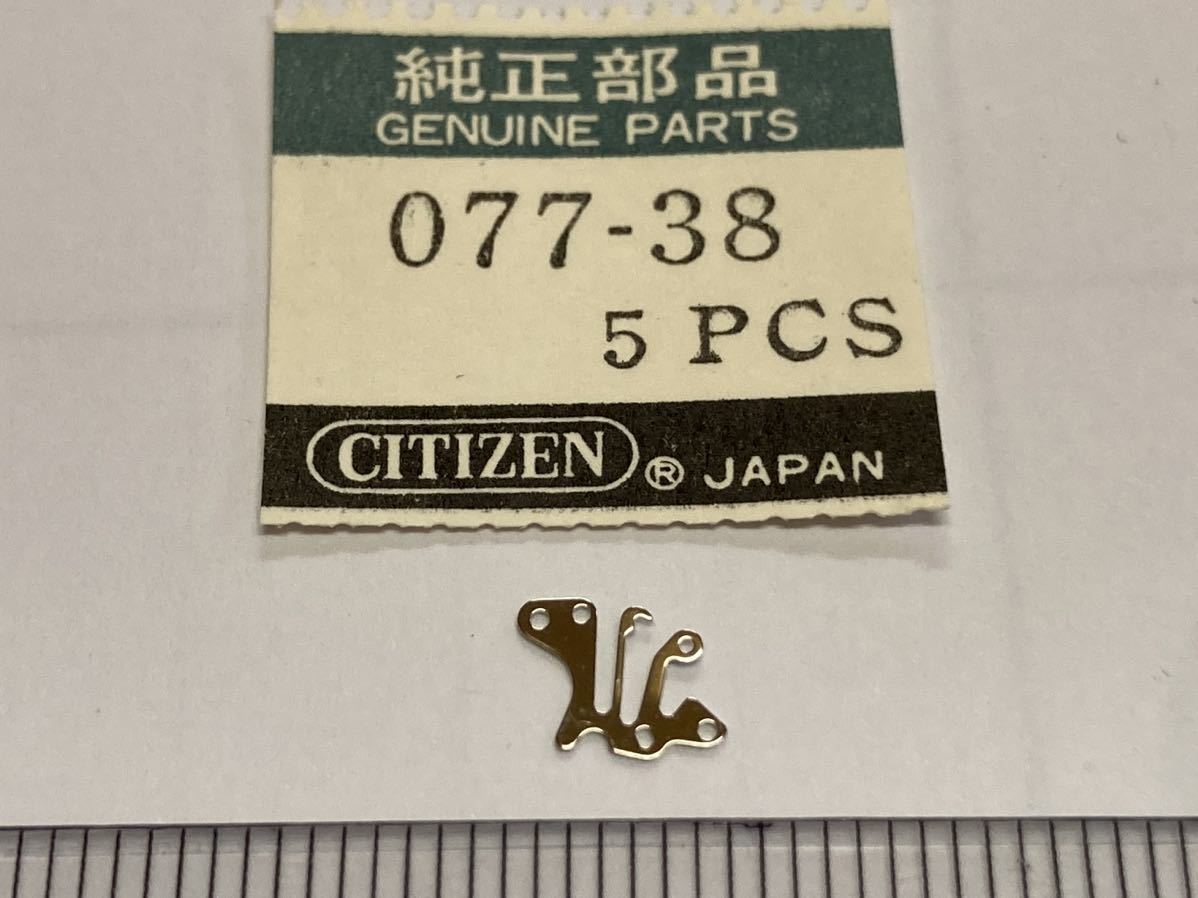 純正部品
GENUINE PARTS
077-38
5 PCS
CITIZEN® JAPAN